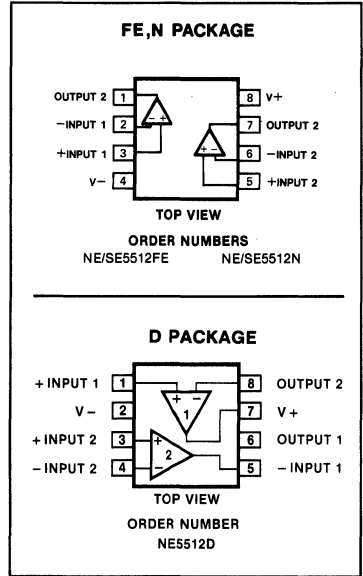 FE,N PACKAGE
OUTPUT 2 1
8 V+
−INPUT 1 2
7 OUTPUT 2
+INPUT 1 3
6 −INPUT 2
V− 4
5 +INPUT 2
− +
+ −
TOP VIEW
ORDER NUMBERS
NE/SE5512FE NE/SE5512N
D PACKAGE
+ INPUT 1 1
8 OUTPUT 2
V − 2
7 V +
+ INPUT 2 3
6 OUTPUT 1
− INPUT 2 4
5 − INPUT 1
+ −
1
+
2
−
TOP VIEW
ORDER NUMBER
NE5512D